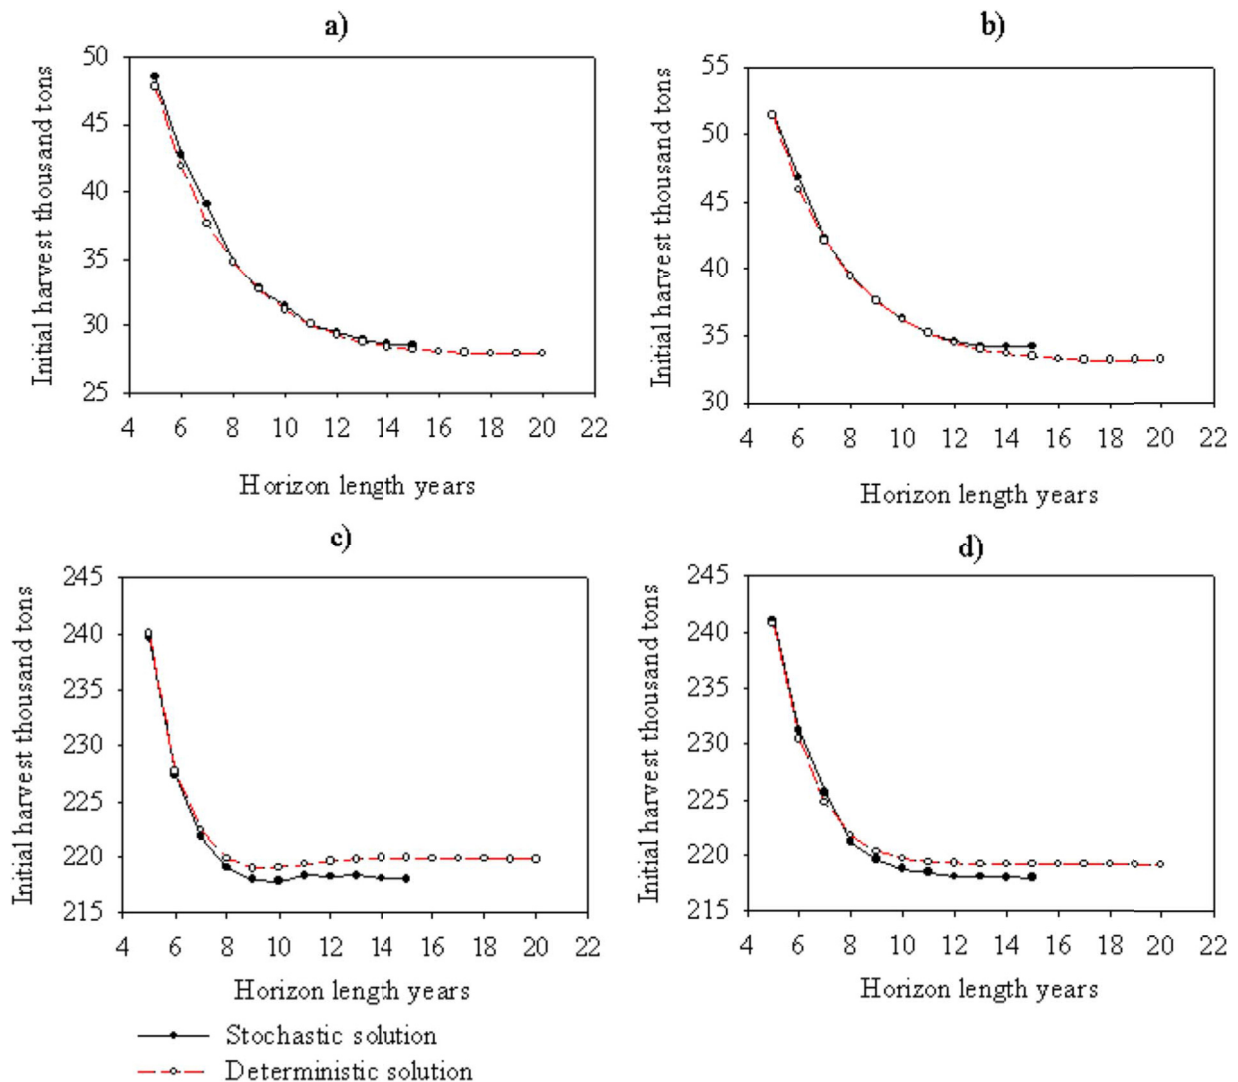 a)
Initial harvest thousand tons
50
45
40
35
30
25
4 6 8 10 12 14 16 18 20 22
Horizon length years
b)
Initial harvest thousand tons
55
50
45
40
35
30
4 6 8 10 12 14 16 18 20 22
Horizon length years
c)
Initial harvest thousand tons
245
240
235
230
225
220
215
4 6 8 10 12 14 16 18 20 22
Horizon length years
d)
Initial harvest thousand tons
245
240
235
230
225
220
215
4 6 8 10 12 14 16 18 20 22
Horizon length years
Stochastic solution
Deterministic solution